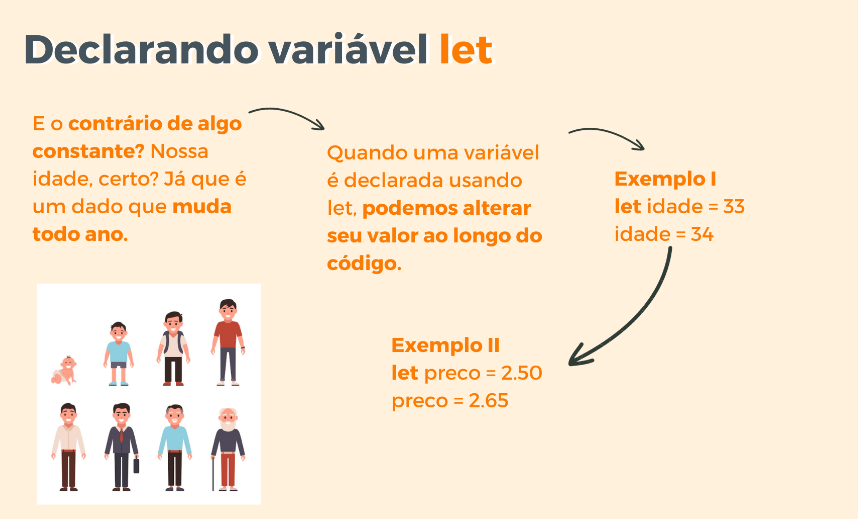 Declarando variável let
E o contrário de algo
constante? Nossa
idade, certo? Já que é
um dado que muda
todo ano.
Quando uma variável
é declarada usando
let, podemos alterar
seu valor ao longo do
código.
Exemplo I
let idade = 33
idade = 34
Exemplo II
let preco = 2.50
preco = 2.65